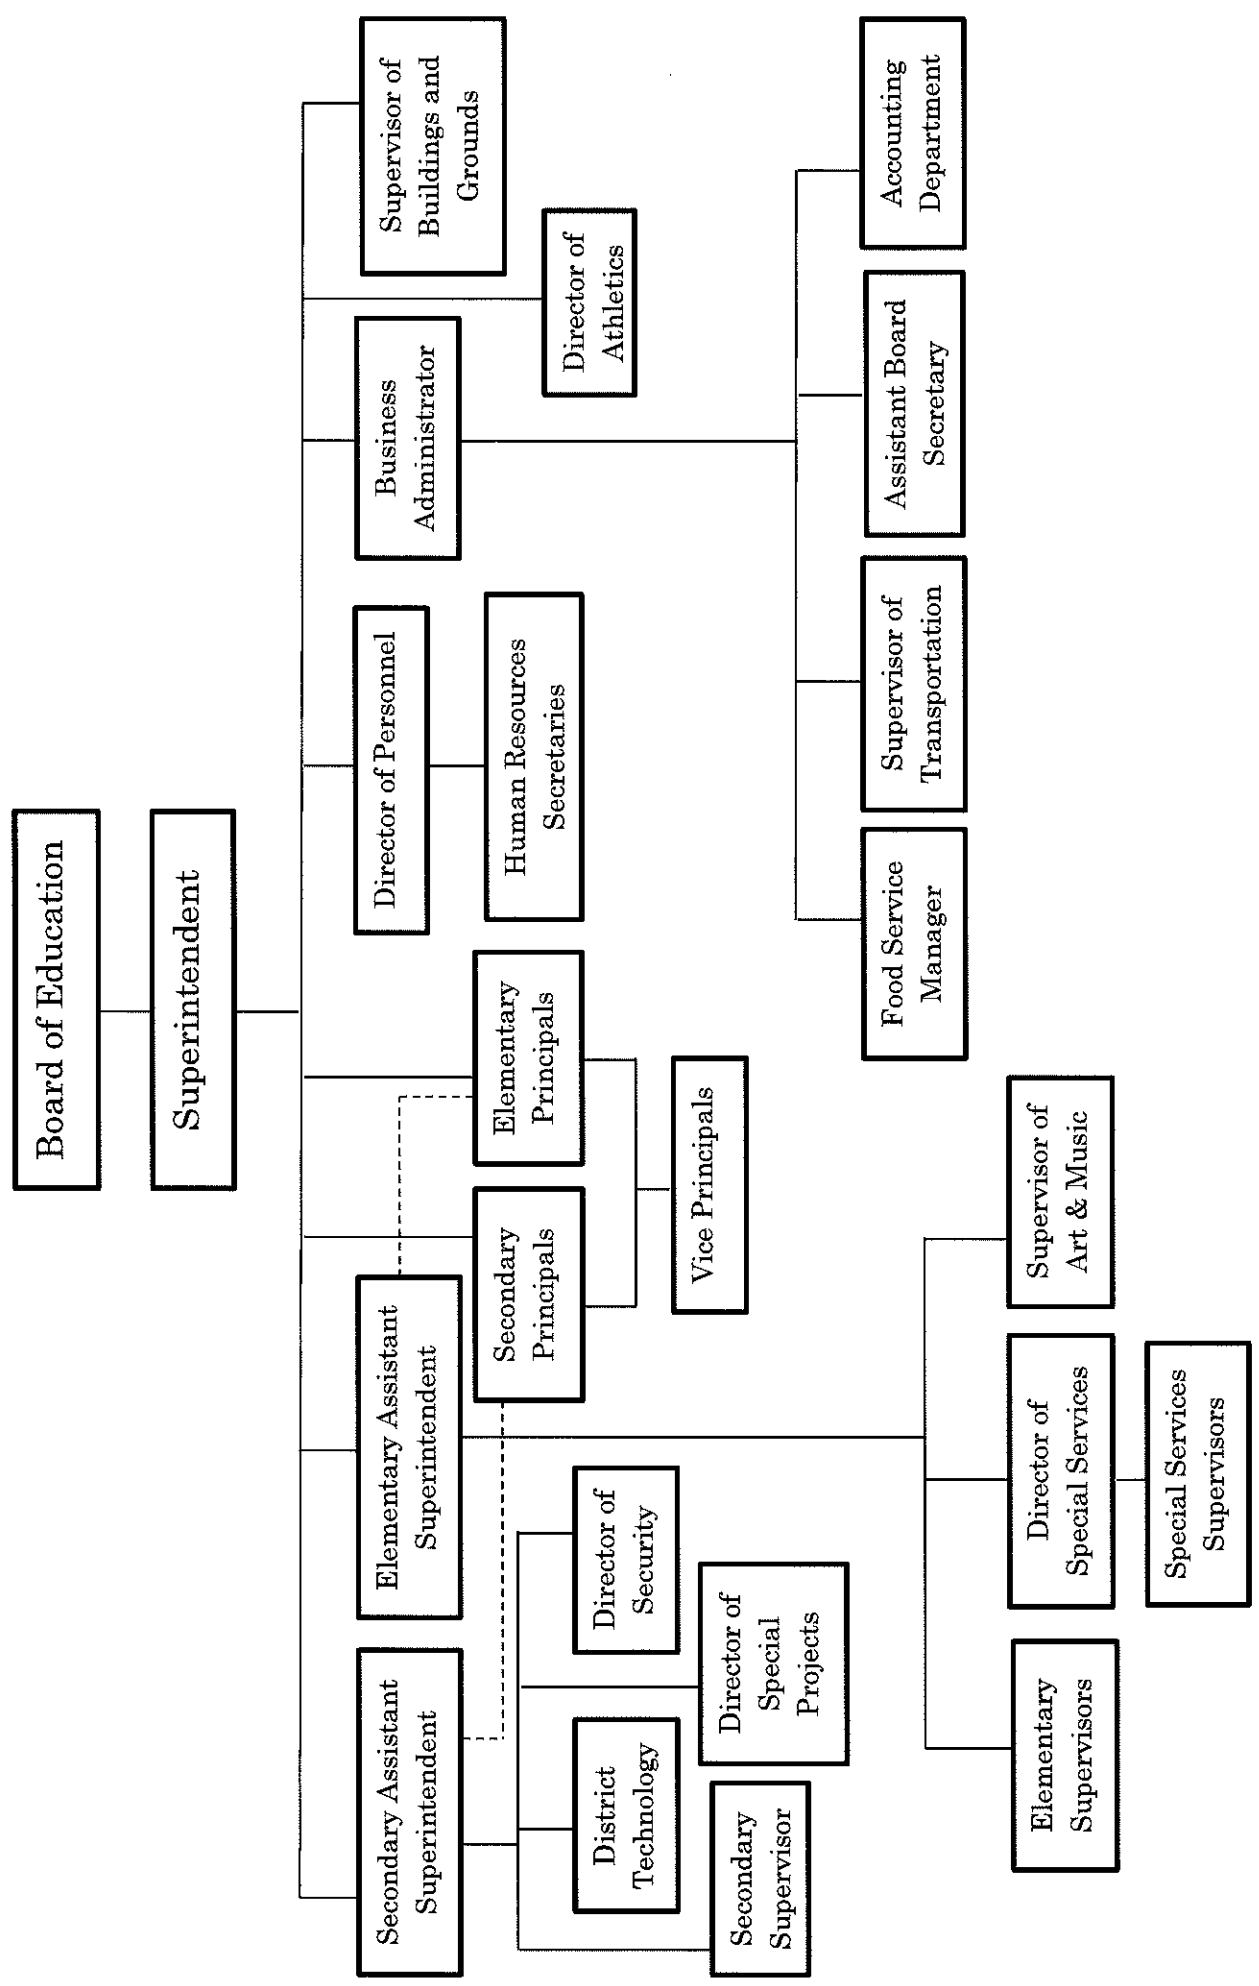 Board of Education
Superintendent
Secondary Assistant
Superintendent
Elementary Assistant
Superintendent
Secondary
Principals
Elementary
Principals
Director of Personnel
Business
Administrator
Supervisor of
Buildings and
Grounds
Human Resources
Secretaries
Director of
Athletics
District
Technology
Director of
Security
Vice Principals
Secondary
Supervisor
Director of
Special
Projects
Food Service
Manager
Supervisor of
Transportation
Assistant Board
Secretary
Accounting
Department
Elementary
Supervisors
Director of
Special Services
Supervisor of
Art & Music
Special Services
Supervisors